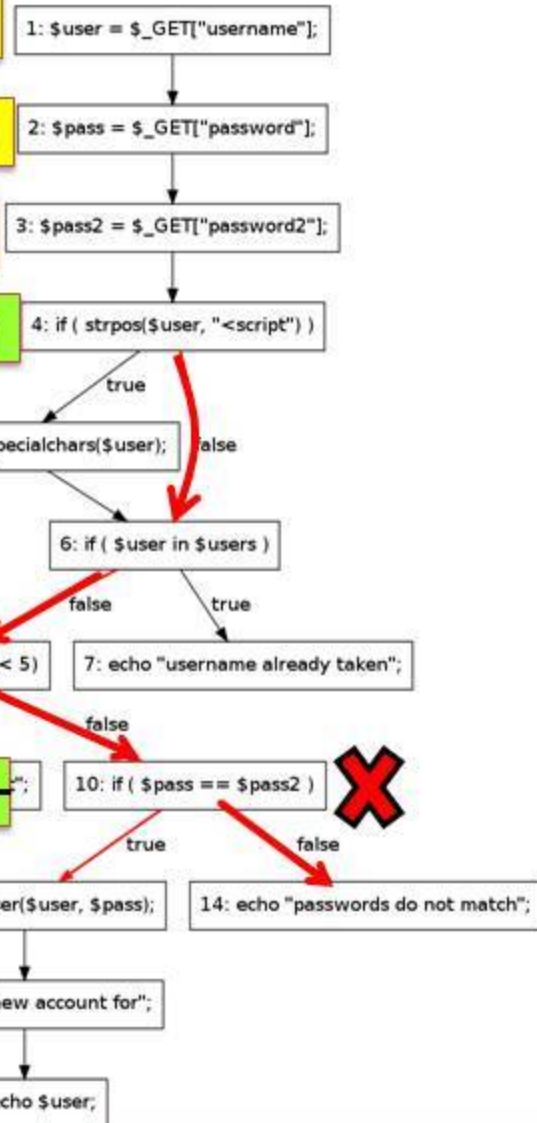 1: $user = $_GET["username"];
2: $pass = $_GET["password"];
3: $pass2 = $_GET["password2"];
4: if ( strpos($user, "<script") )
true
false
pecialchars($user);
6: if ( $user in $users )
false
true
< 5)
7: echo "username already taken";
false
";
10: if ( $pass == $pass2 )
true
false
er($user, $pass);
14: echo "passwords do not match";
ew account for";
cho $user;